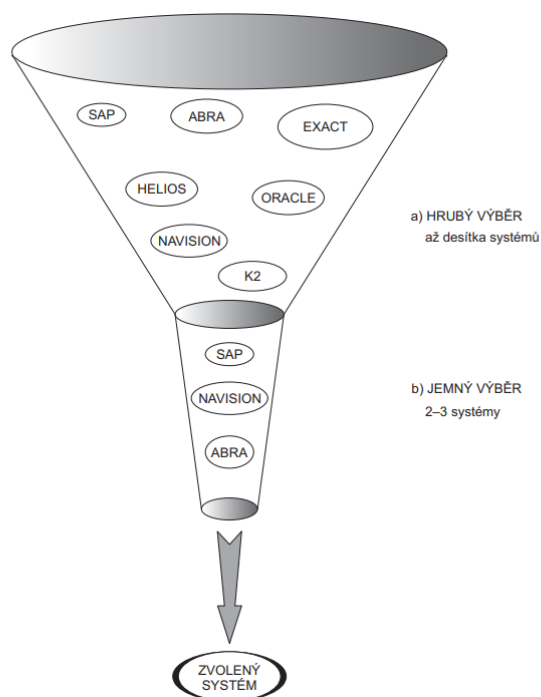 SAP
ABRA
EXACT
HELIOS
ORACLE
NAVISION
K2
a) HRUBÝ VÝBĚR
až desítka systémů
SAP
NAVISION
ABRA
b) JEMNÝ VÝBĚR
2–3 systémy
ZVOLENÝ
SYSTÉM